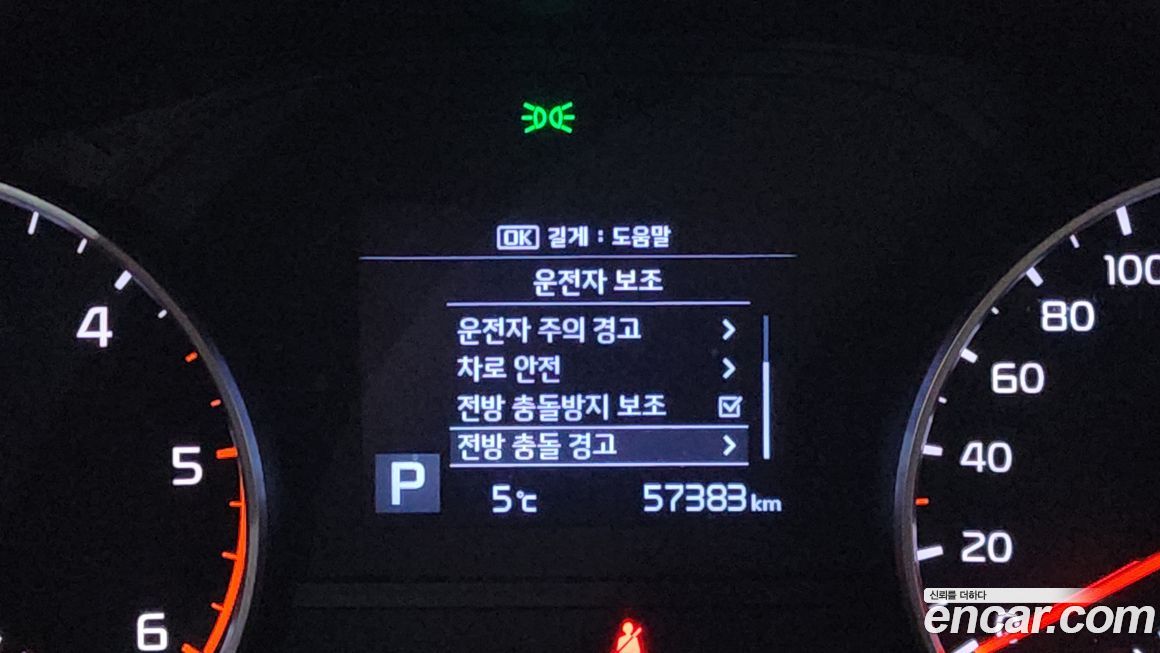 OK 길게 : 도움말
운전자 보조
운전자 주의 경고
차로 안전
전방 충돌방지 보조
전방 충돌 경고
P
5℃
57383 km
4
5
6
100
80
60
40
20
신뢰를 더하다
encar.com